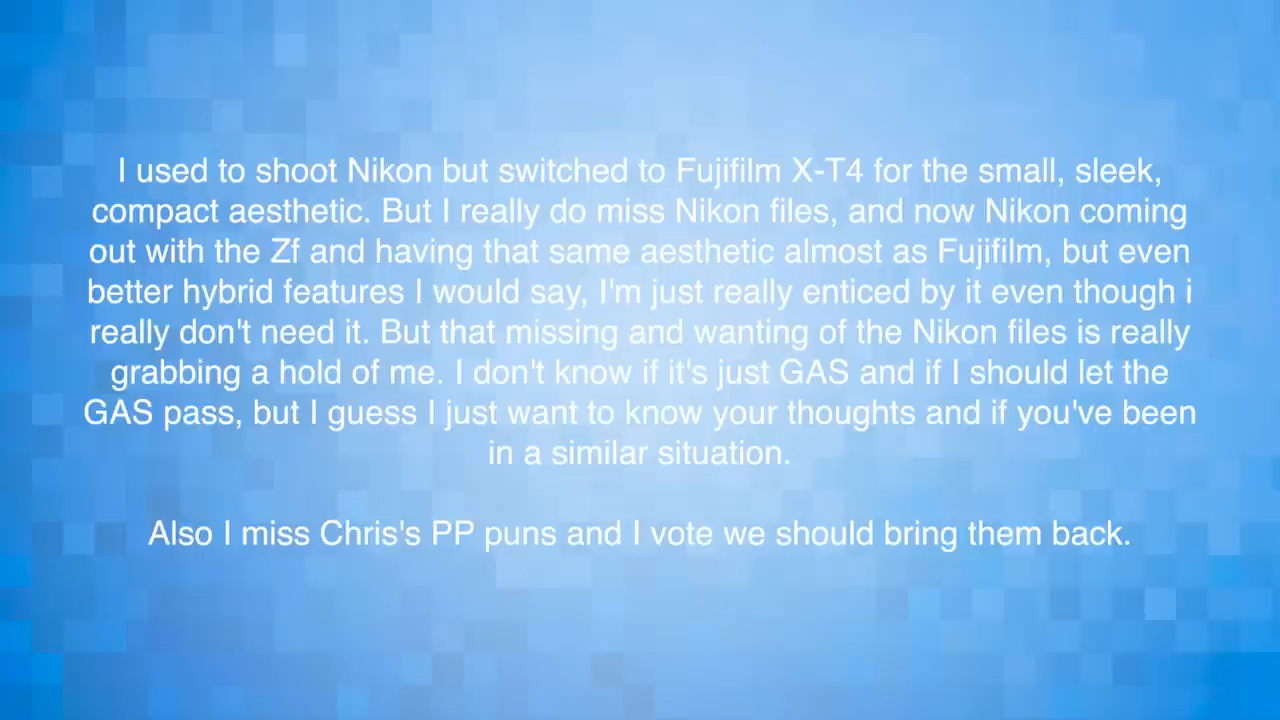 I used to shoot Nikon but switched to Fujifilm X-T4 for the small, sleek,
compact aesthetic. But I really do miss Nikon files, and now Nikon coming
out with the Zf and having that same aesthetic almost as Fujifilm, but even
better hybrid features I would say, I'm just really enticed by it even though i
really don't need it. But that missing and wanting of the Nikon files is really
grabbing a hold of me. I don't know if it's just GAS and if I should let the
GAS pass, but I guess I just want to know your thoughts and if you've been
in a similar situation.
Also I miss Chris's PP puns and I vote we should bring them back.